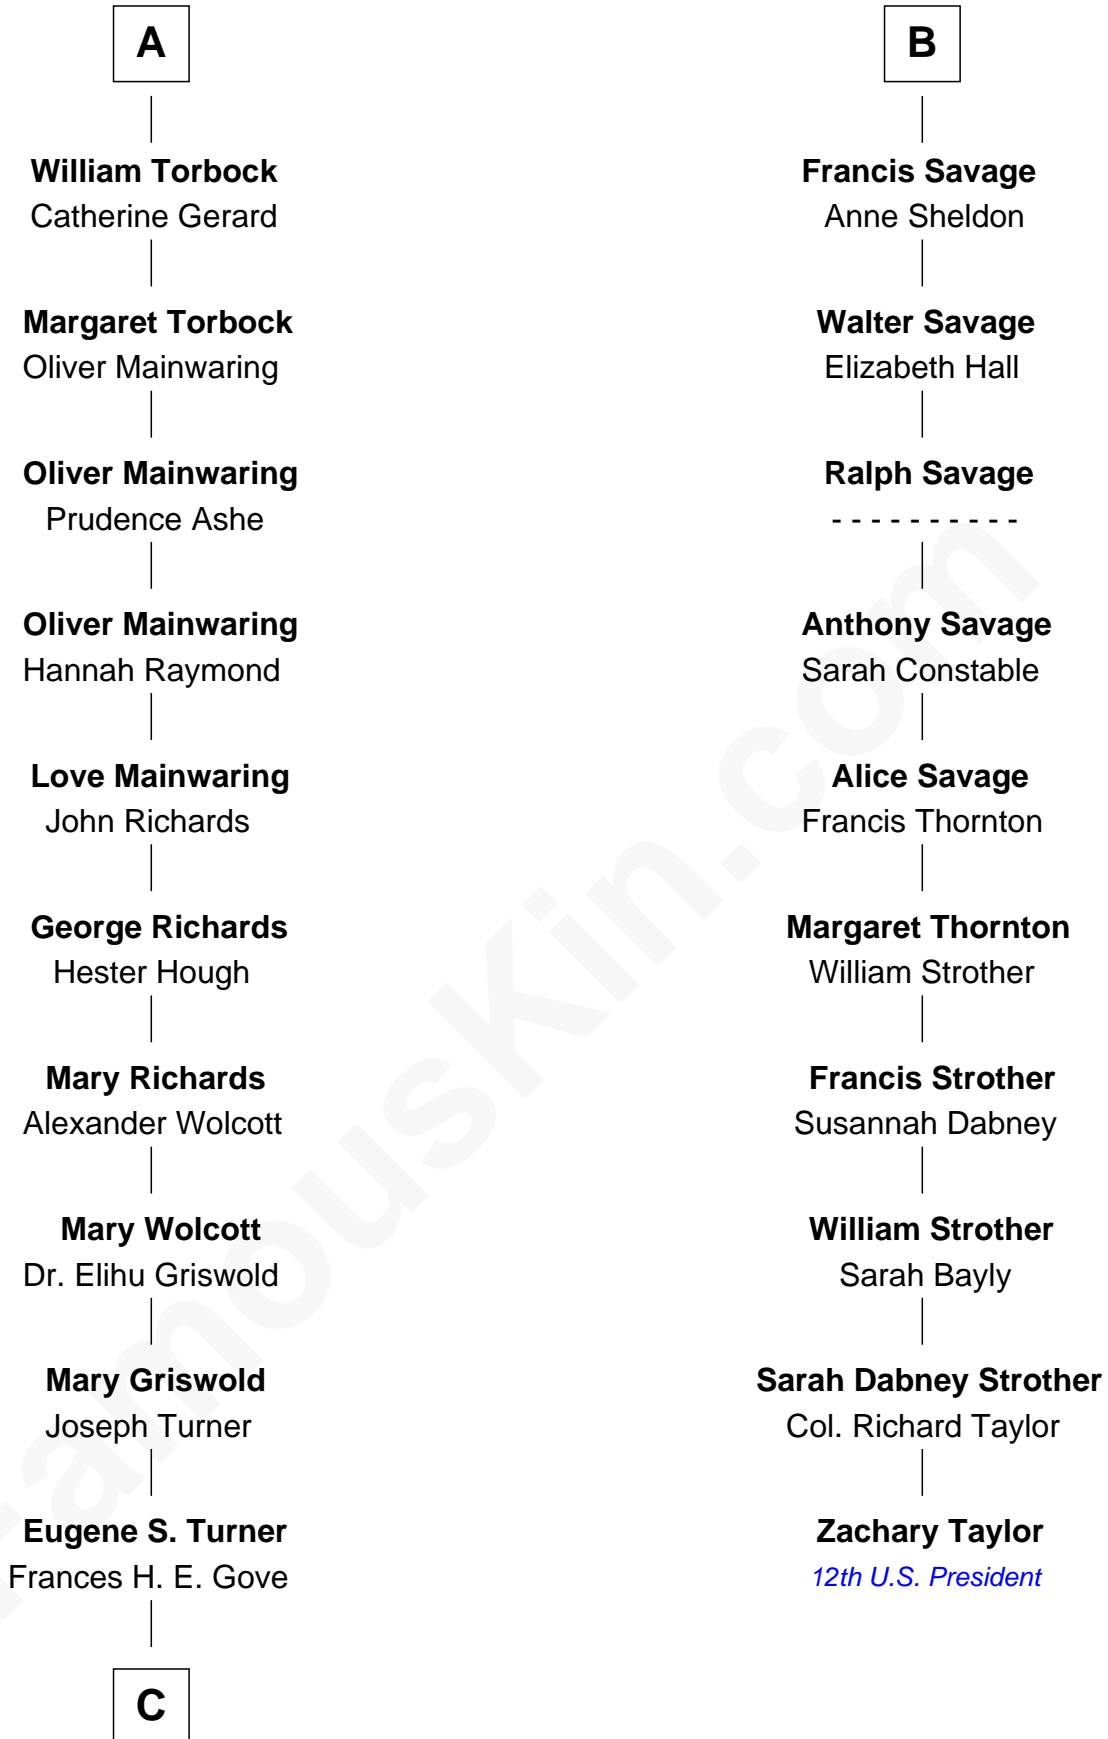 A
William Torbock
Catherine Gerard
Margaret Torbock
Oliver Mainwaring
Oliver Mainwaring
Prudence Ashe
Oliver Mainwaring
Hannah Raymond
Love Mainwaring
John Richards
George Richards
Hester Hough
Mary Richards
Alexander Wolcott
Mary Wolcott
Dr. Elihu Griswold
Mary Griswold
Joseph Turner
Eugene S. Turner
Frances H. E. Gove
C
B
Francis Savage
Anne Sheldon
Walter Savage
Elizabeth Hall
Ralph Savage
- - - - - - - - - -
Anthony Savage
Sarah Constable
Alice Savage
Francis Thornton
Margaret Thornton
William Strother
Francis Strother
Susannah Dabney
William Strother
Sarah Bayly
Sarah Dabney Strother
Col. Richard Taylor
Zachary Taylor
12th U.S. President
FamousKin.com